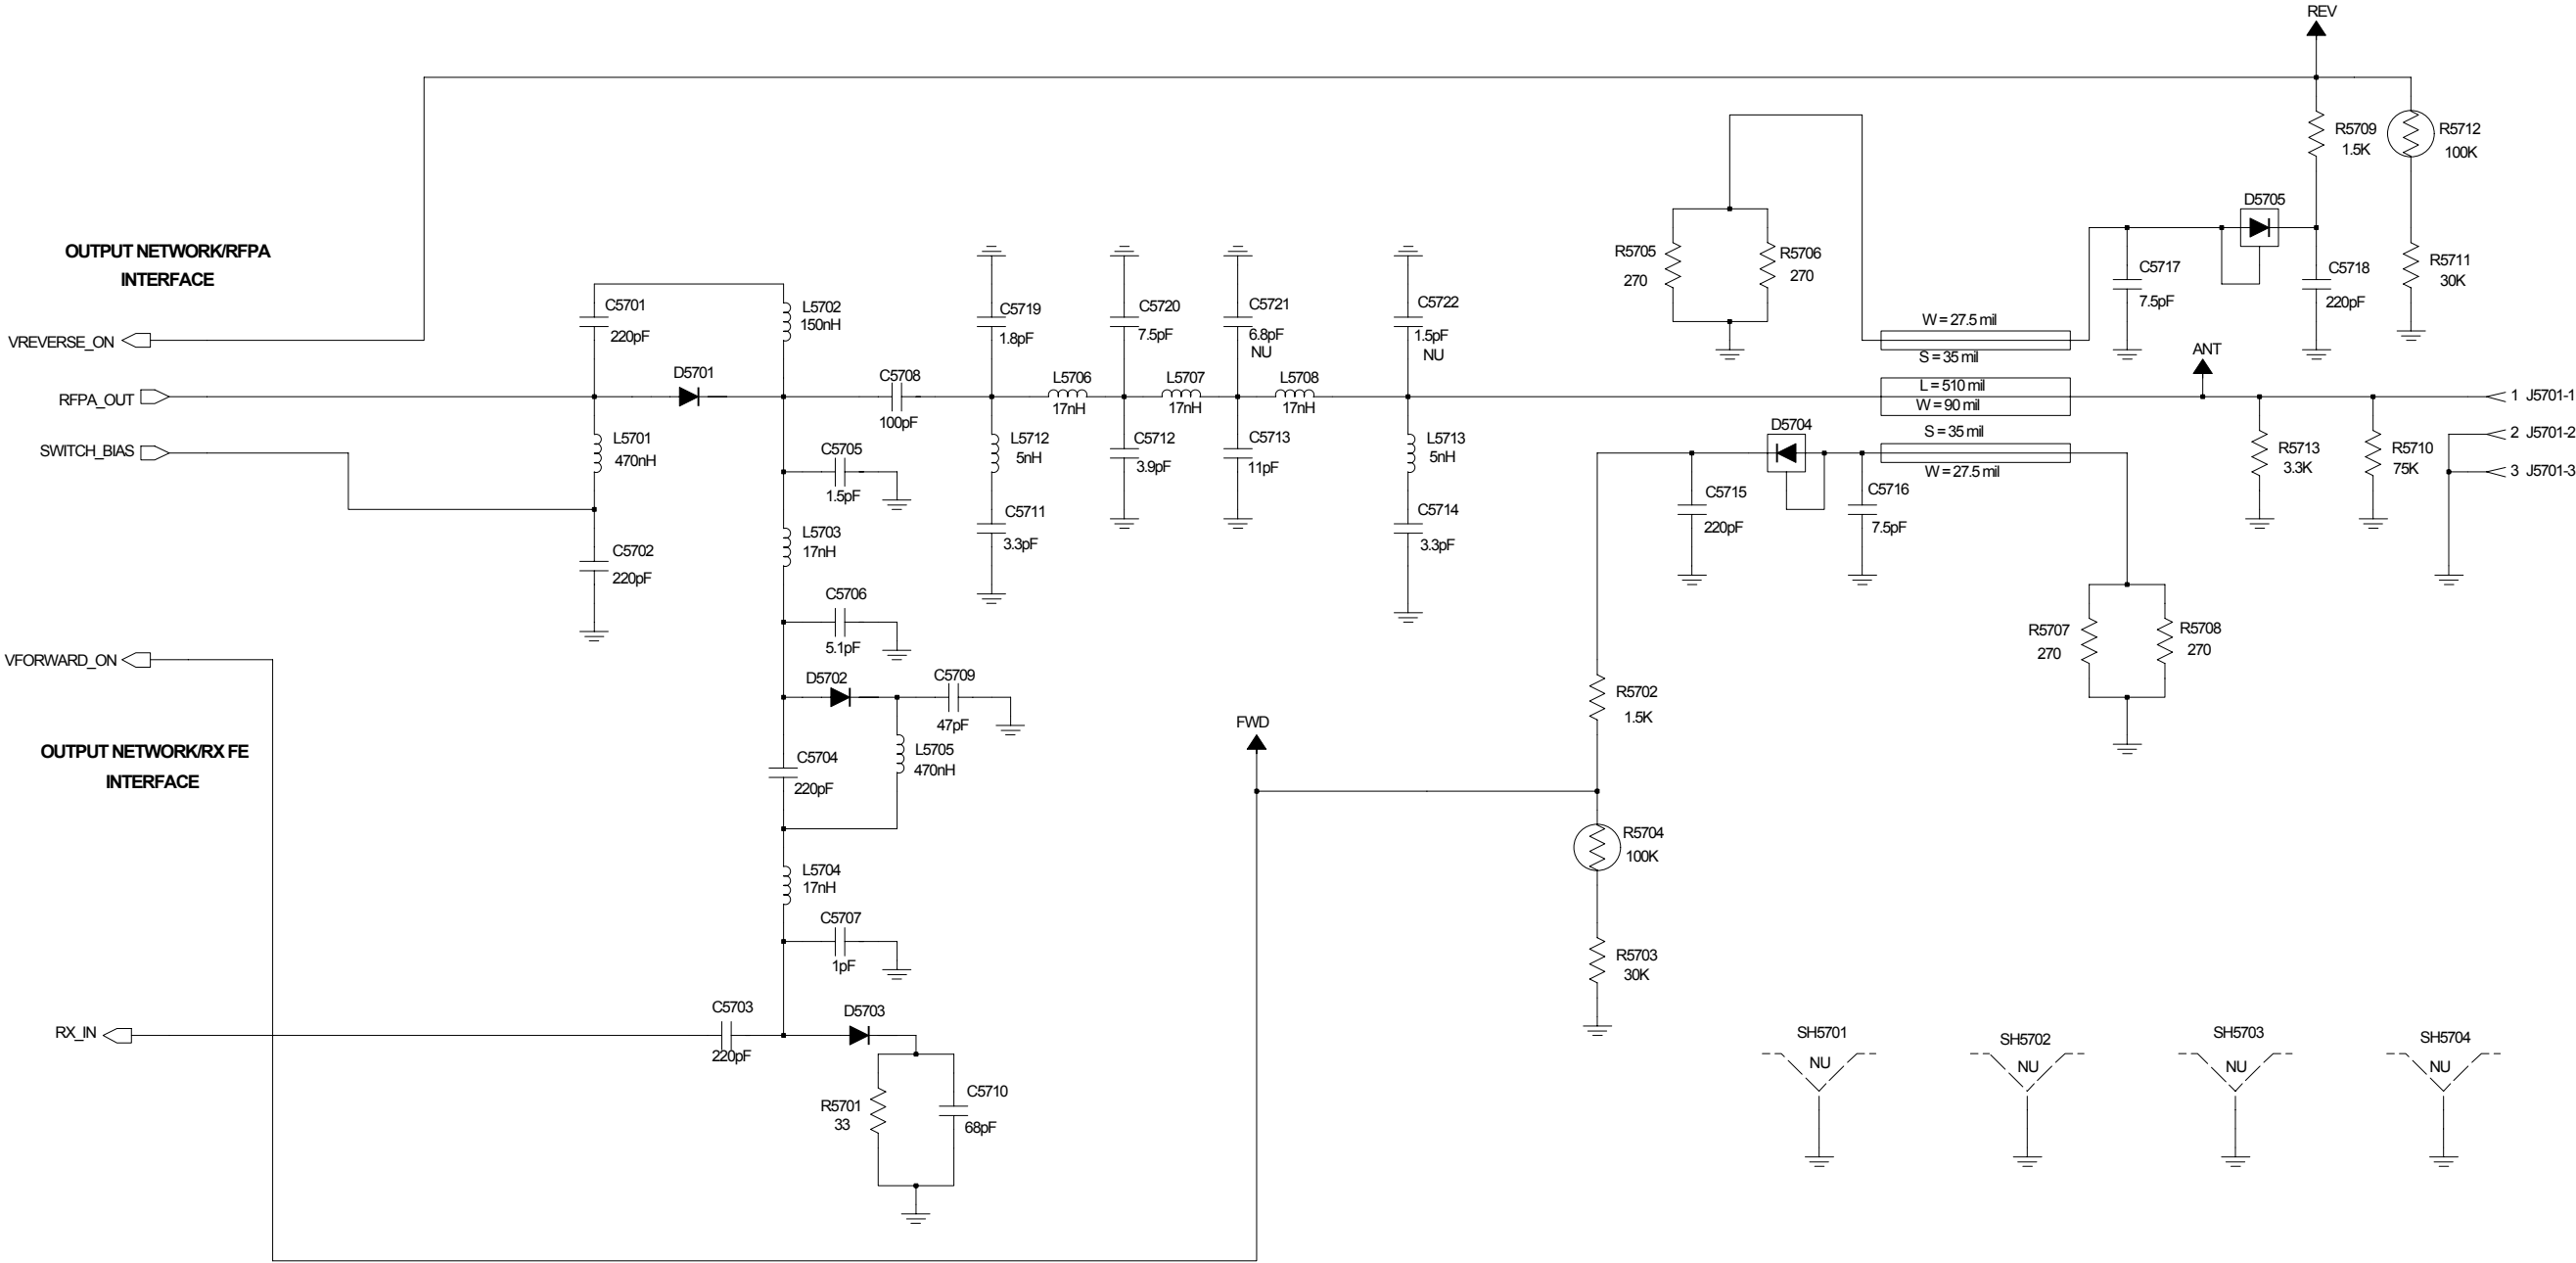 REV
R5709
1.5K
R5712
100K
D5705
OUTPUT NETWORK/RFPA
INTERFACE
R5705
270
R5706
270
C5717
7.5pF
C5718
220pF
R5711
30K
C5701
220pF
L5702
150nH
C5719
1.8pF
C5720
7.5pF
C5721
6.8pF
NU
C5722
1.5pF
NU
W = 27.5 mil
S = 35 mil
VREVERSE_ON
ANT
D5701
C5708
100pF
L5706
17nH
L5707
17nH
L5708
17nH
L = 510 mil
W = 90 mil
RFPA_OUT
1 J5701-1
SWITCH_BIAS
L5701
470nH
C5705
1.5pF
L5712
5nH
C5712
3.9pF
C5713
11pF
L5713
5nH
D5704
S = 35 mil
W = 27.5 mil
R5713
3.3K
R5710
75K
2 J5701-2
3 J5701-3
C5715
220pF
C5716
7.5pF
C5702
220pF
L5703
17nH
C5711
3.3pF
C5714
3.3pF
C5706
5.1pF
R5707
270
R5708
270
VFORWARD_ON
D5702
C5709
47pF
R5702
1.5K
FWD
OUTPUT NETWORK/RX FE
INTERFACE
C5704
220pF
L5705
470nH
R5704
100K
L5704
17nH
C5707
1pF
R5703
30K
RX_IN
C5703
220pF
D5703
R5701
33
C5710
68pF
SH5701
NU
SH5702
NU
SH5703
NU
SH5704
NU